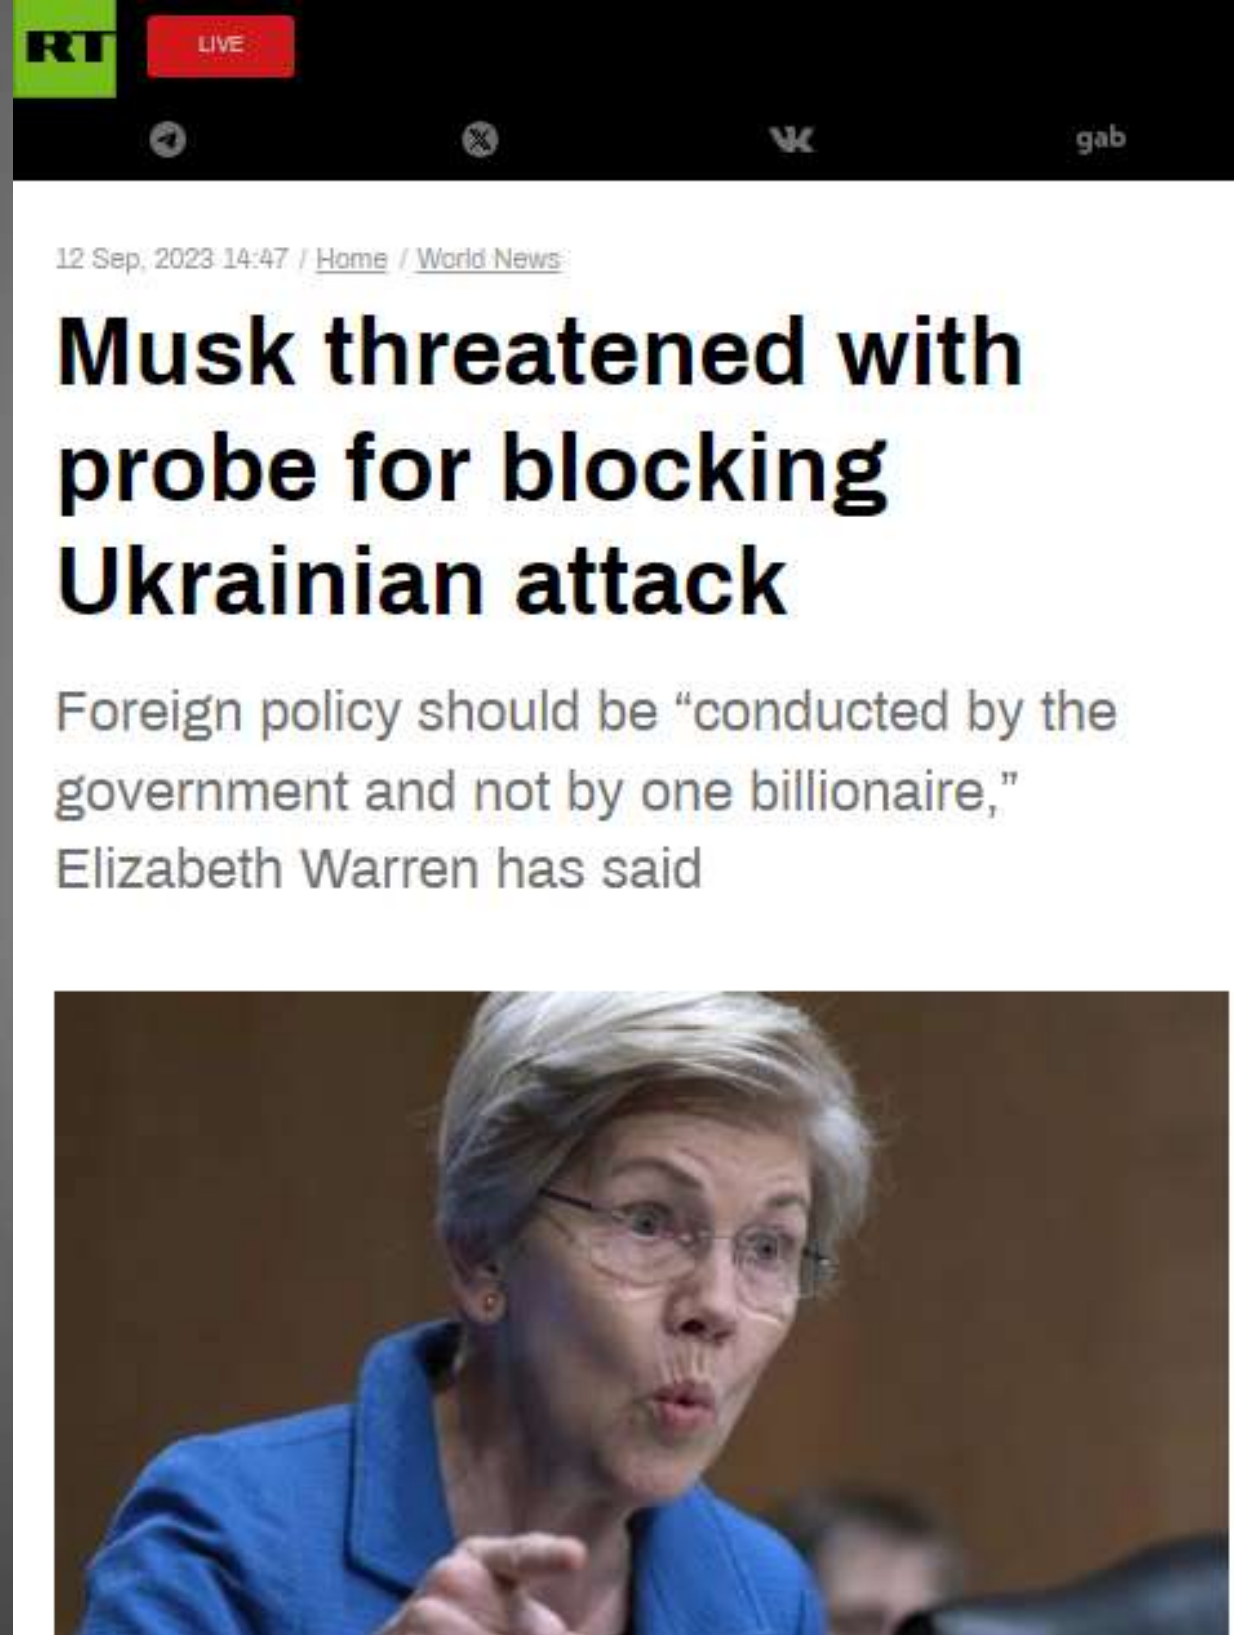 RT
LIVE
gab
12 Sep, 2023 14:47 / Home / World News
Musk threatened with
probe for blocking
Ukrainian attack
Foreign policy should be “conducted by the
government and not by one billionaire,”
Elizabeth Warren has said